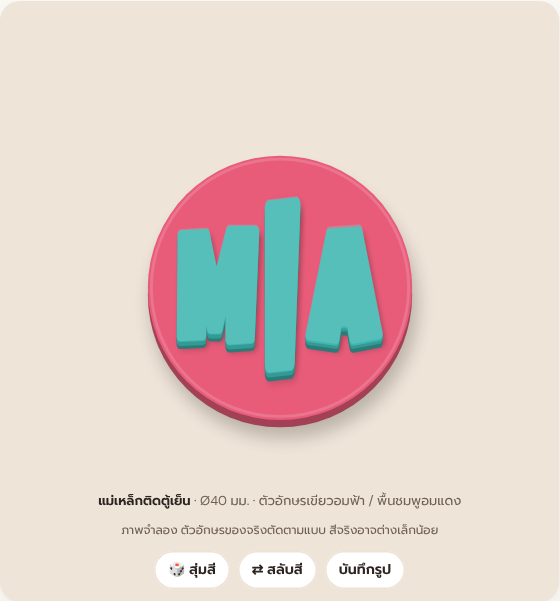 MIA
แม่เหล็กติดตู้เย็น · Ø40 มม. · ตัวอักษรเขียวอมฟ้า / พื้นชมพูอมแดง
ภาพจำลอง ตัวอักษรของจริงตัดตามแบบ สีจริงอาจต่างเล็กน้อย
🎲 สุ่มสี ⇄ สลับสี บันทึกรูป